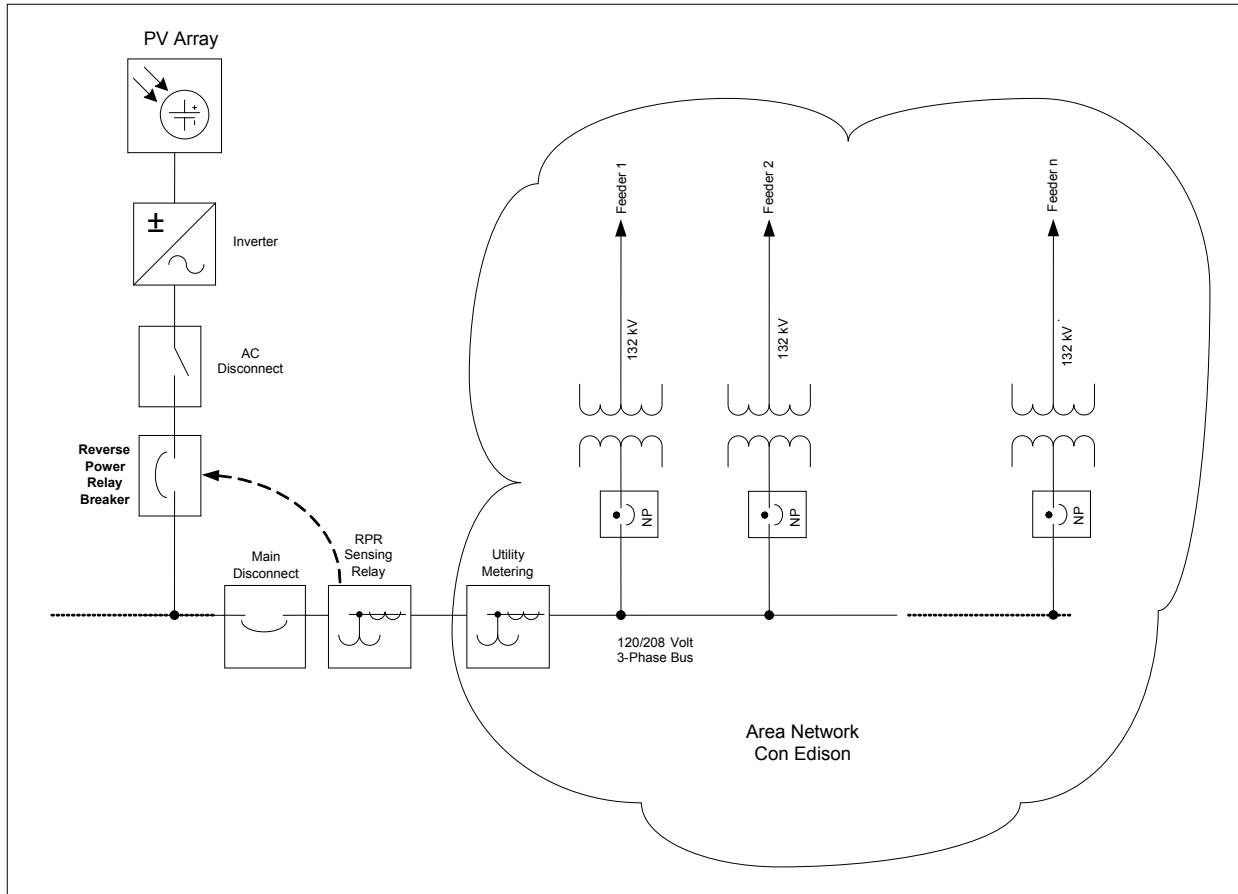 PV Array
Inverter
AC
Disconnect
Reverse
Power
Relay
Breaker
Main
Disconnect
RPR
Sensing
Relay
Utility
Metering
Feeder 1
132 kV
NP
Feeder 2
132 kV
NP
Feeder n
132 kV
NP
120/208 Volt
3-Phase Bus
Area Network
Con Edison